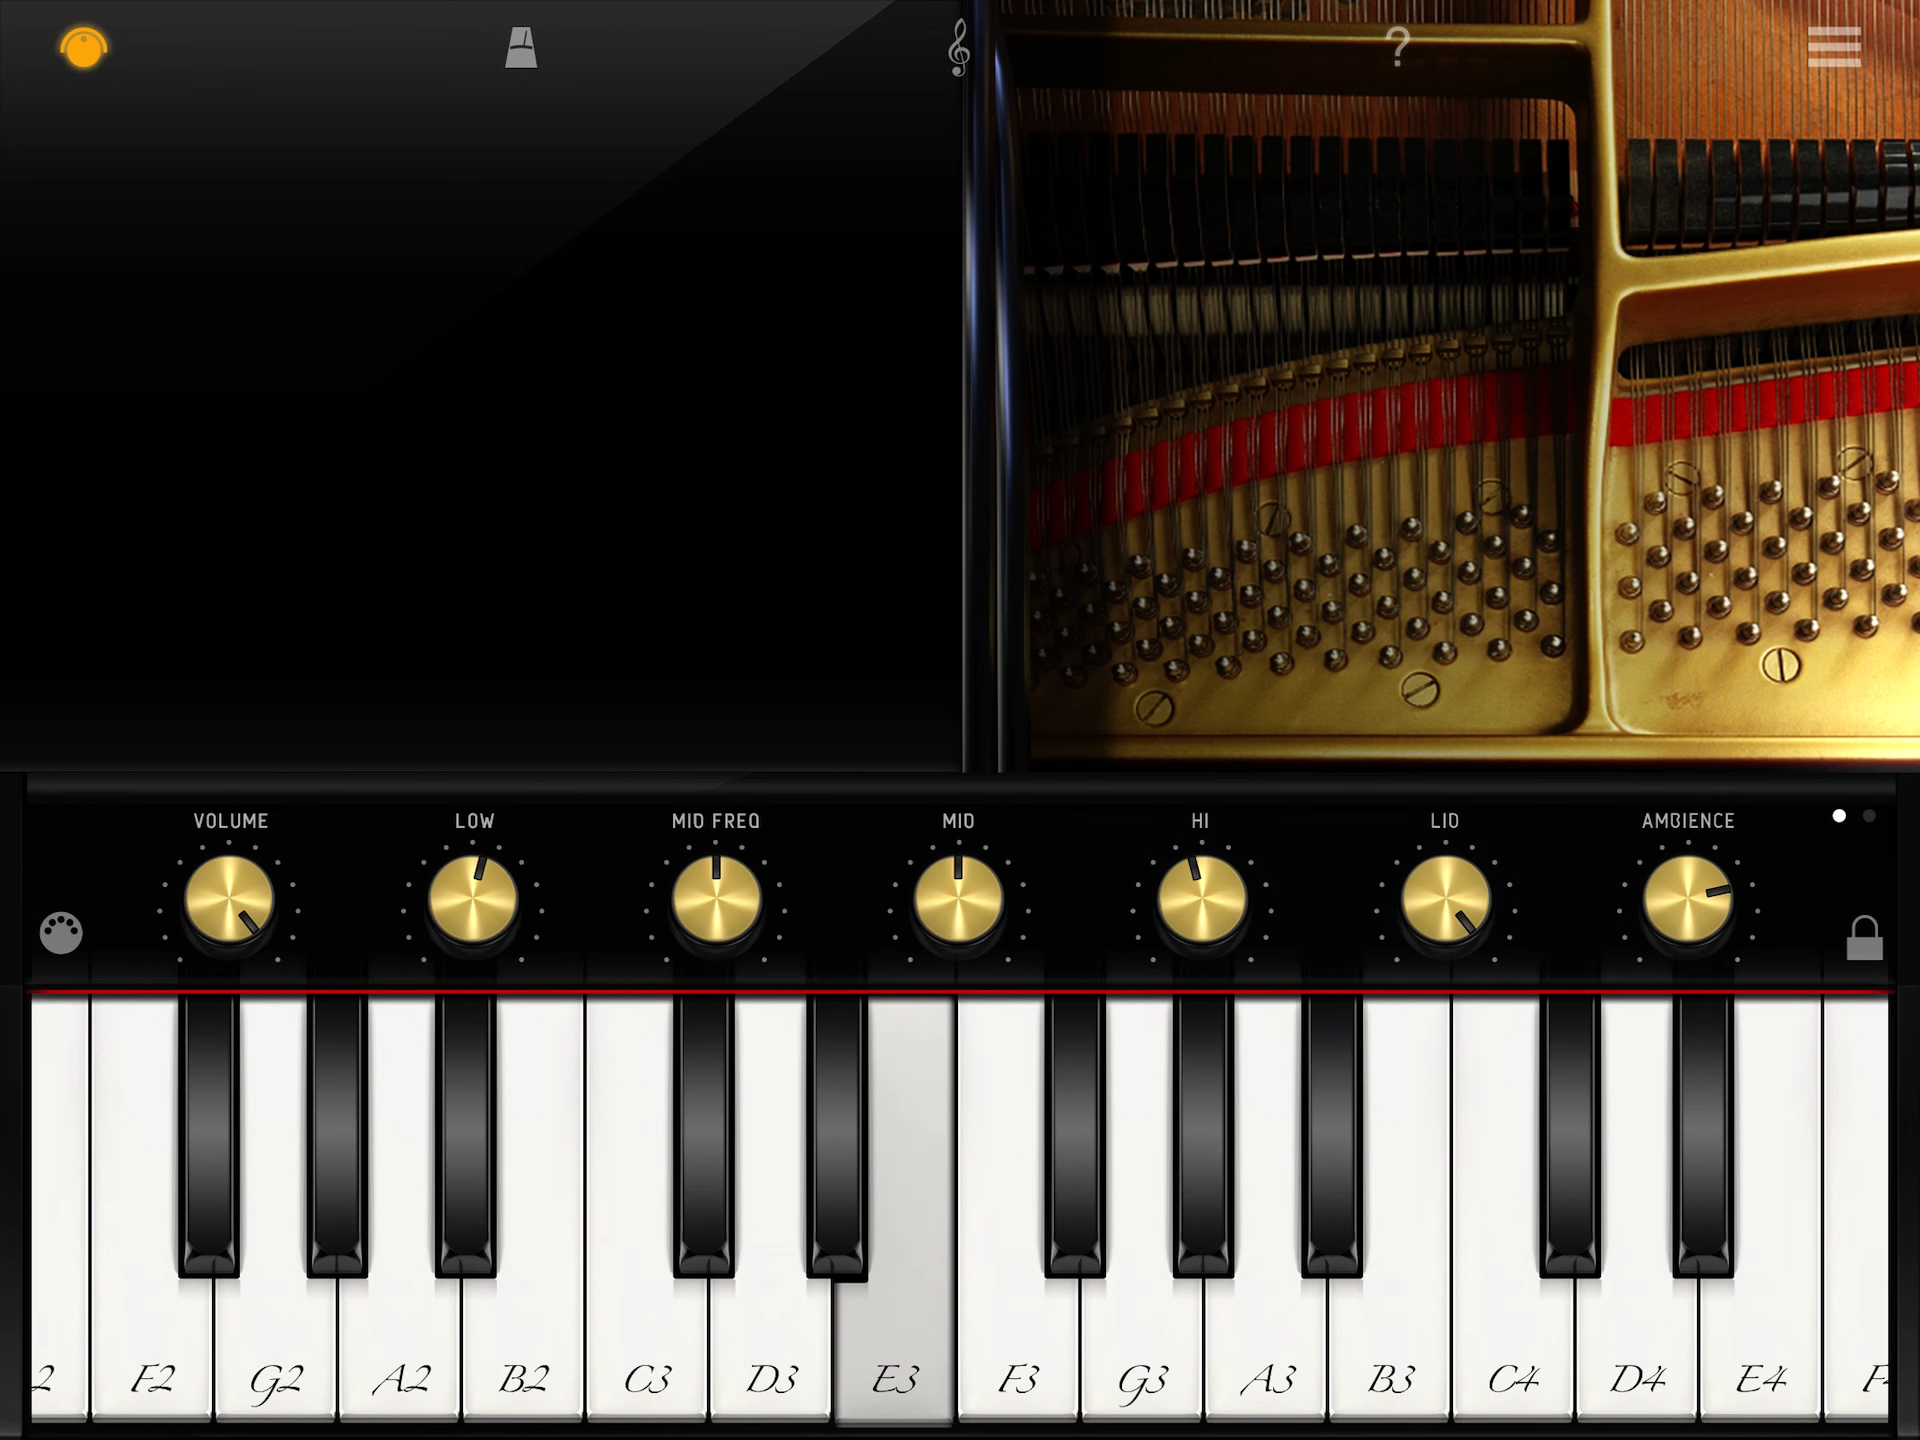 ?
VOLUME LOW MID FREQ MID HI LID AMBIENCE
2 F2 G2 A2 B2 C3 D3 E3 F3 G3 A3 B3 C4 D4 E4